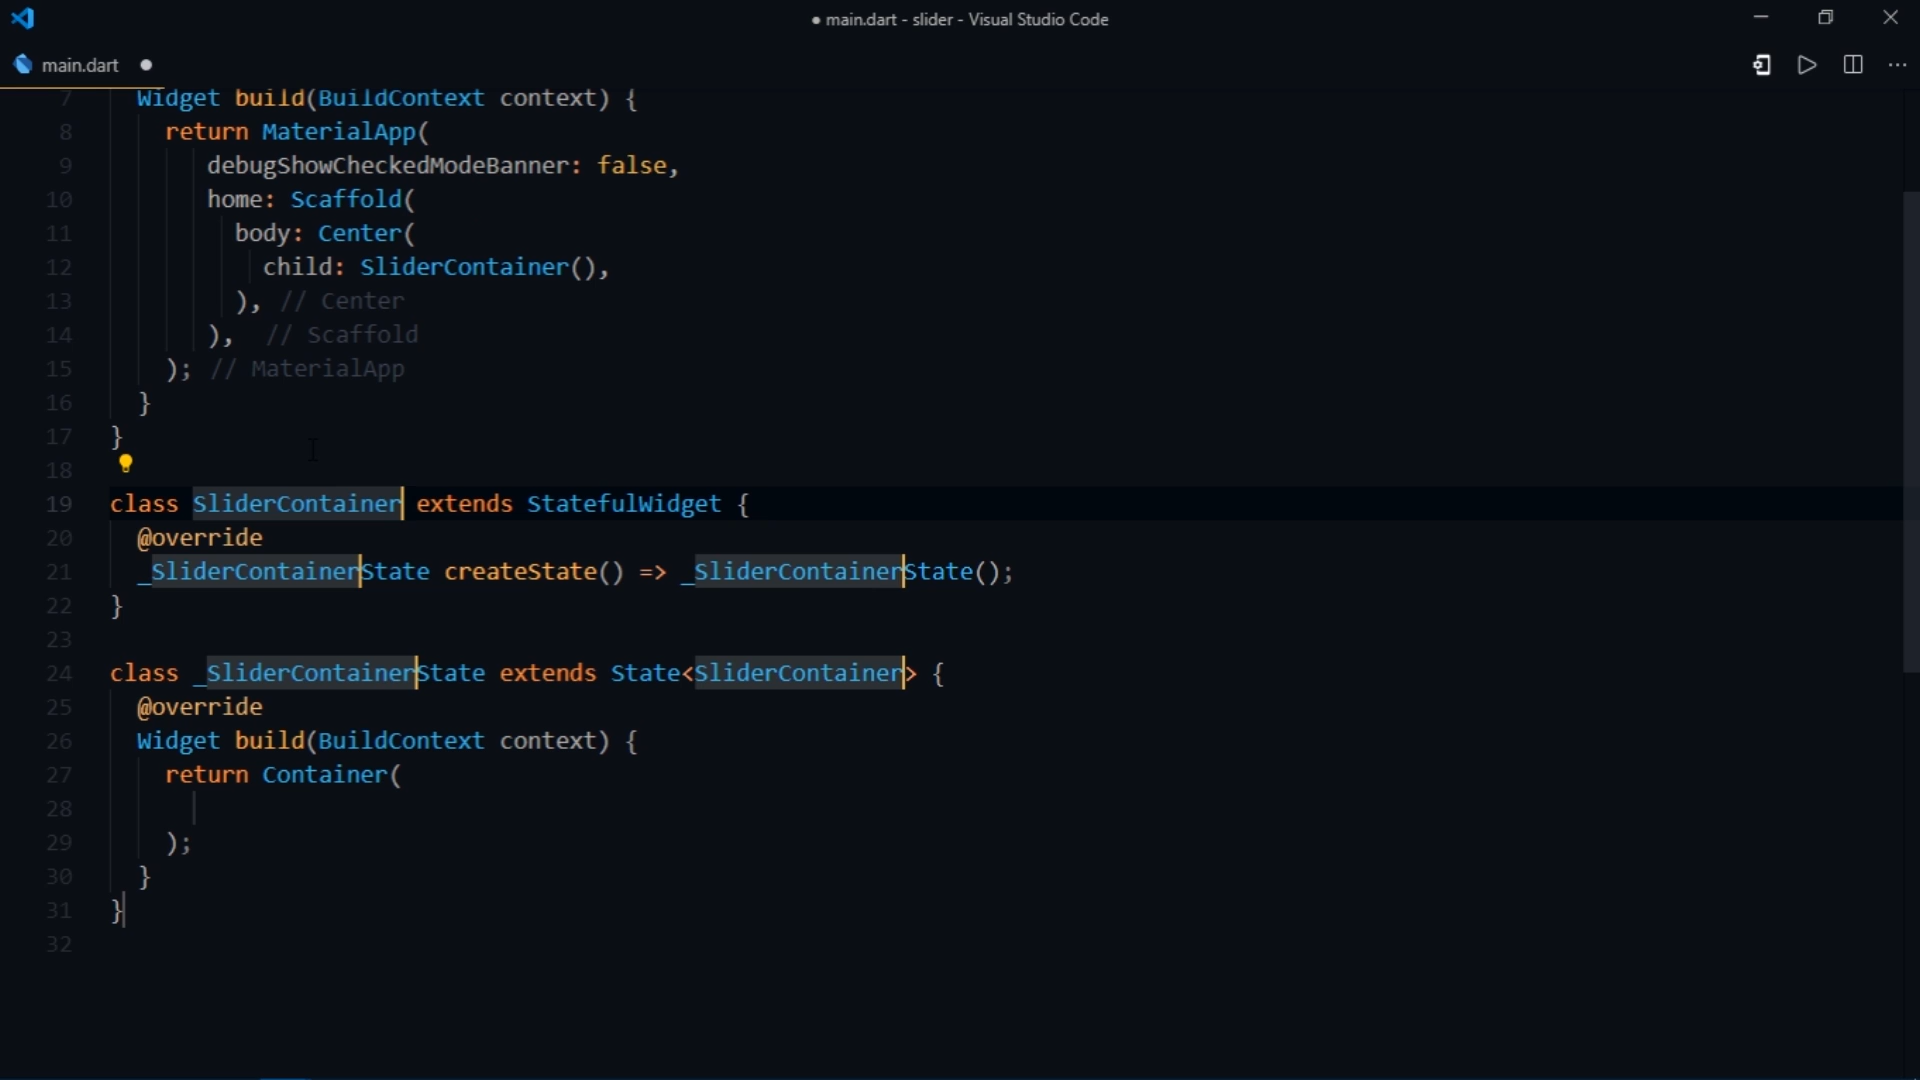 ● main.dart - slider - Visual Studio Code
main.dart ●
7 Widget build(BuildContext context) {
8 return MaterialApp(
9 debugShowCheckedModeBanner: false,
10 home: Scaffold(
11 body: Center(
12 child: SliderContainer(),
13 ), // Center
14 ), // Scaffold
15 ); // MaterialApp
16 }
17 }
18
19 class SliderContainer extends StatefulWidget {
20 @override
21 _SliderContainerState createState() => _SliderContainerState();
22 }
23
24 class _SliderContainerState extends State<SliderContainer> {
25 @override
26 Widget build(BuildContext context) {
27 return Container(
28
29 );
30 }
31 }
32